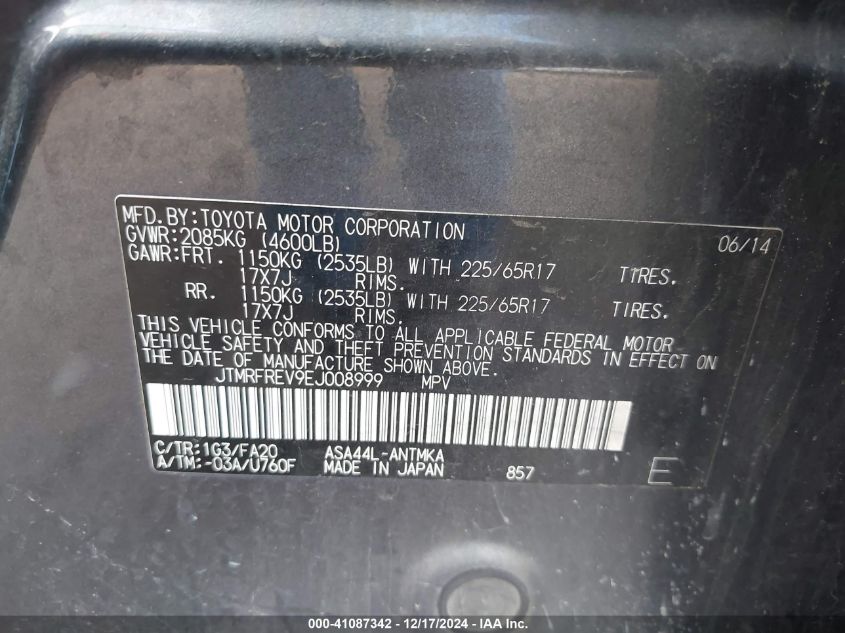 MFD.BY:TOYOTA MOTOR CORPORATION 06/14
GVWR:2085KG (4600LB)
GAWR:FRT. 1150KG (2535LB) WITH 225/65R17 TIRES.
17X7J RIMS.
RR. 1150KG (2535LB) WITH 225/65R17 TIRES.
17X7J RIMS.
THIS VEHICLE CONFORMS TO ALL APPLICABLE FEDERAL MOTOR
VEHICLE SAFETY AND THEFT PREVENTION STANDARDS IN EFFECT ON
THE DATE OF MANUFACTURE SHOWN ABOVE.
JTMRFREV9EJ008999 MPV
C/TR:1G3/FA20 ASA44L-ANTMKA
A/TM:-03A/U760F MADE IN JAPAN 857 E
000-41087342 - 12/17/2024 - IAA Inc.